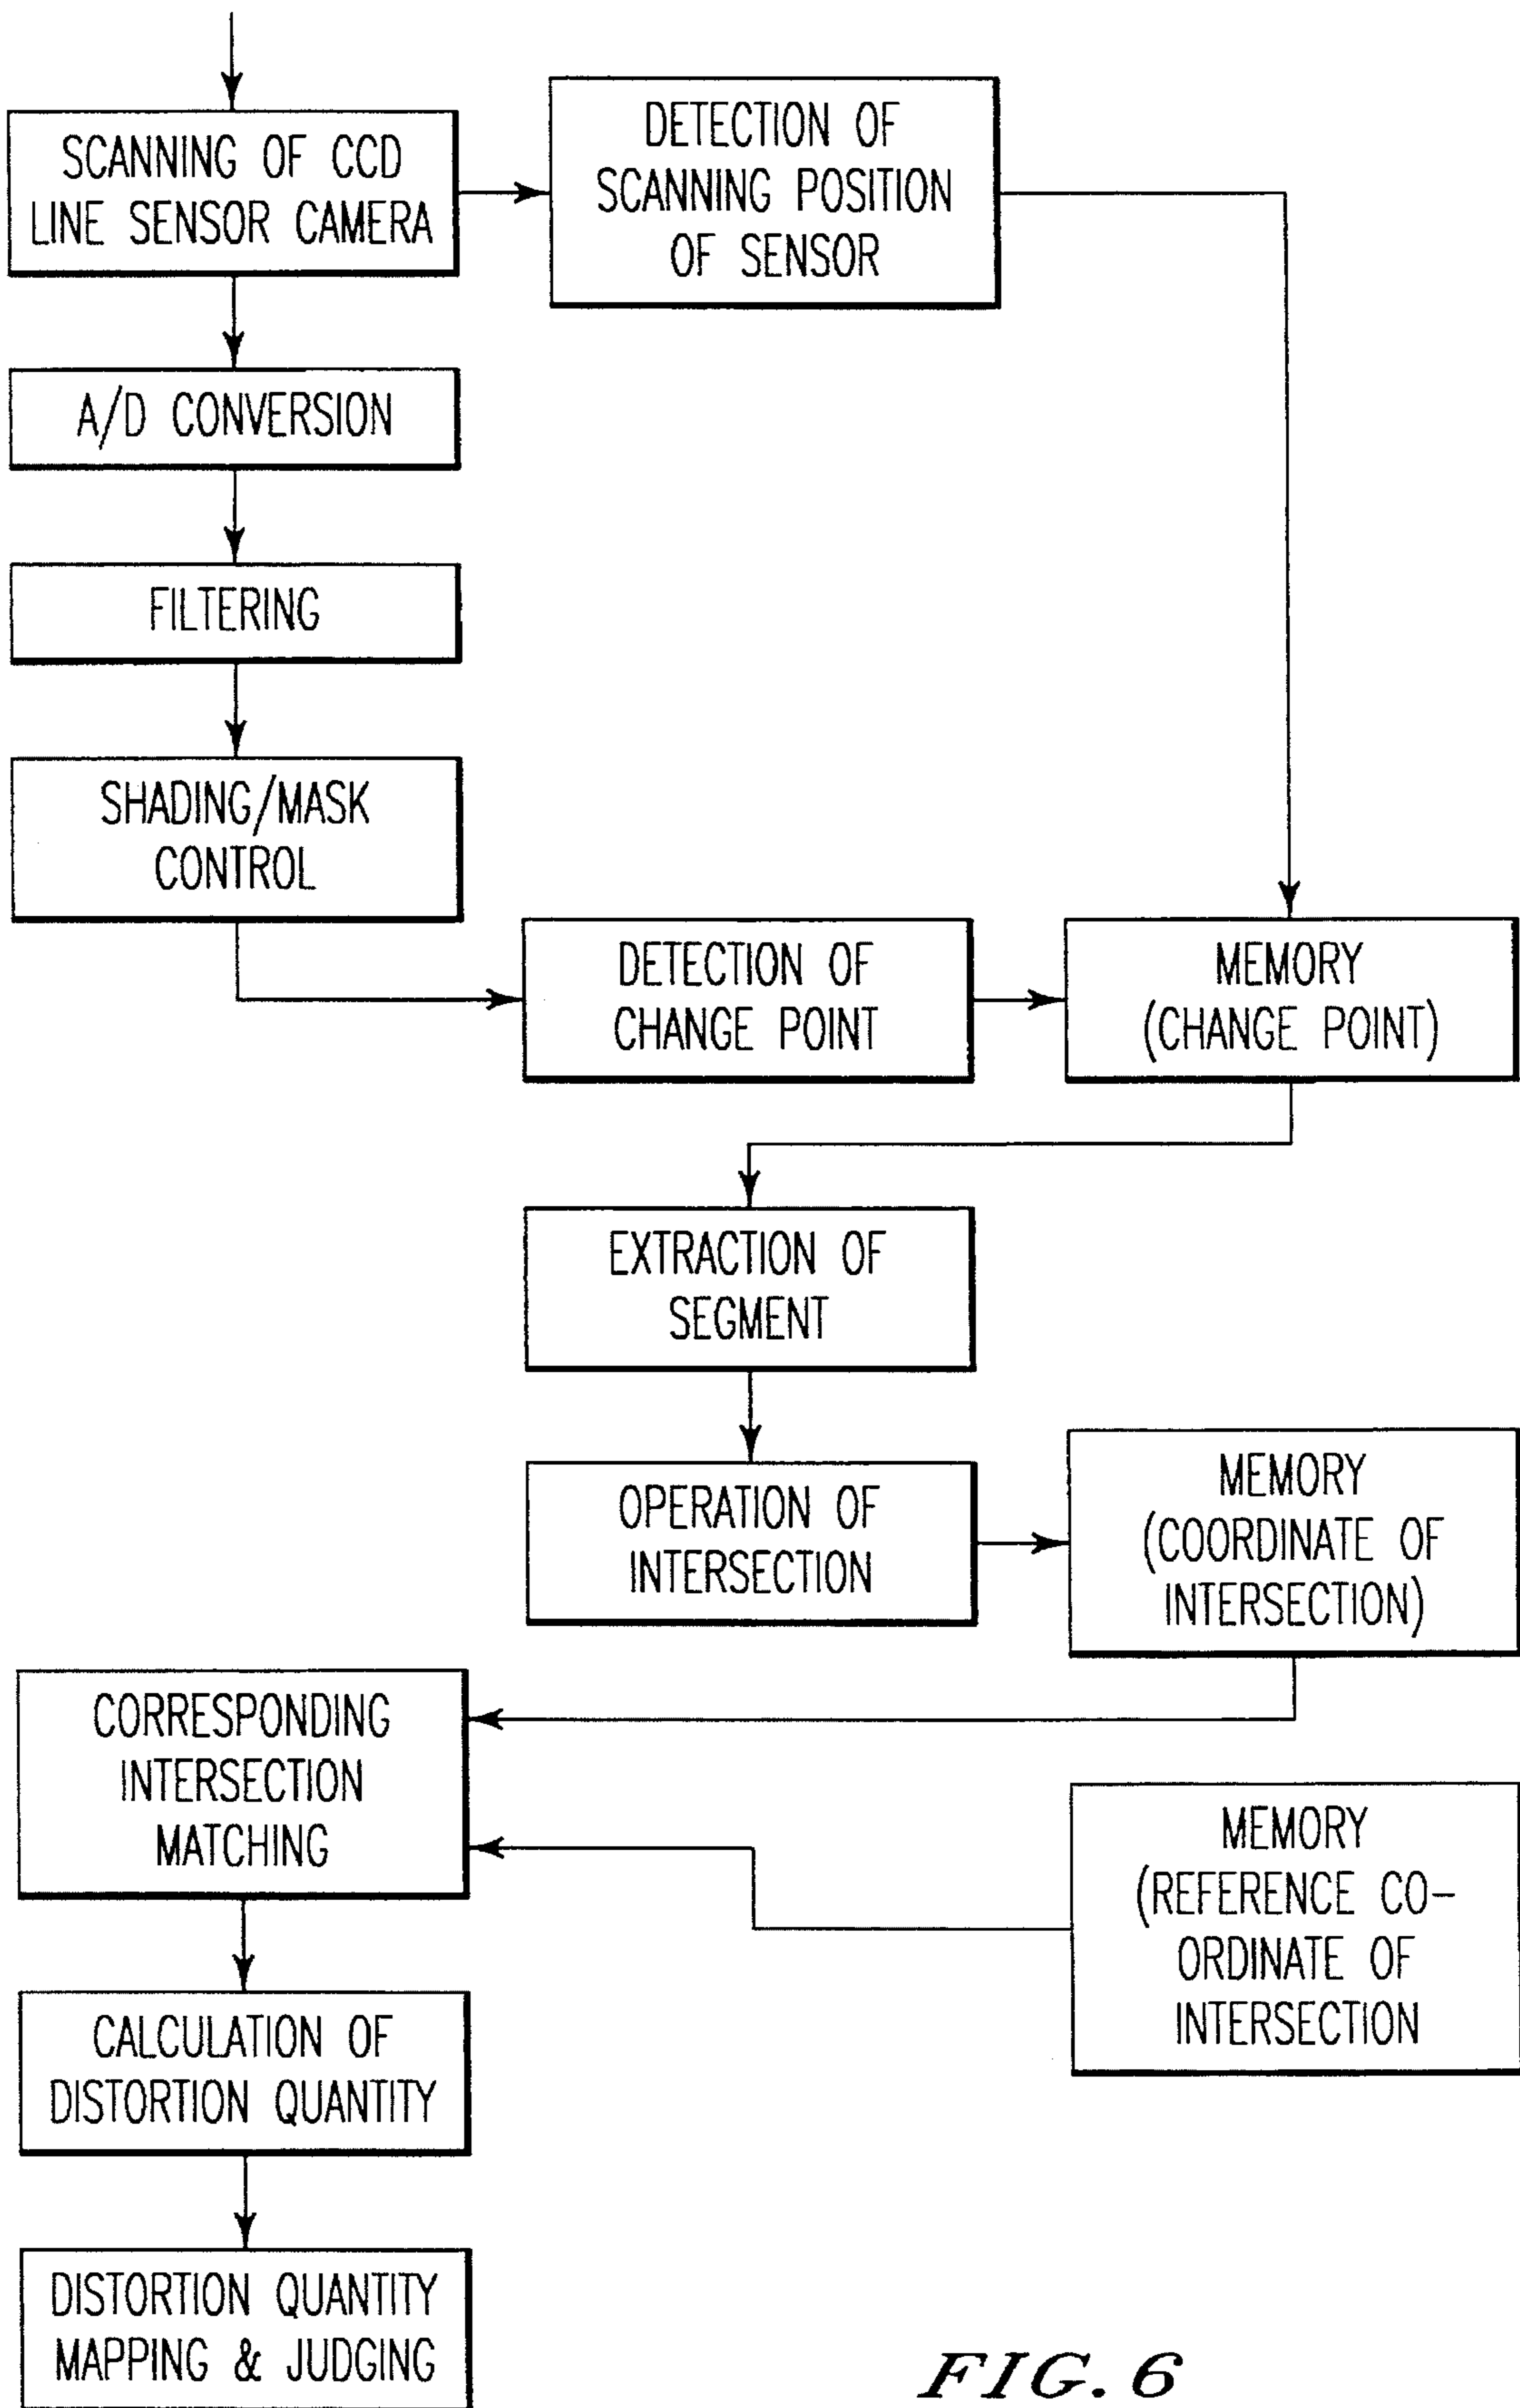 SCANNING OF CCD
LINE SENSOR CAMERA
DETECTION OF
SCANNING POSITION
OF SENSOR
A/D CONVERSION
FILTERING
SHADING/MASK
CONTROL
DETECTION OF
CHANGE POINT
MEMORY
(CHANGE POINT)
EXTRACTION OF
SEGMENT
OPERATION OF
INTERSECTION
MEMORY
(COORDINATE OF
INTERSECTION)
CORRESPONDING
INTERSECTION
MATCHING
MEMORY
(REFERENCE CO-
ORDINATE OF
INTERSECTION
CALCULATION OF
DISTORTION QUANTITY
DISTORTION QUANTITY
MAPPING & JUDGING
FIG. 6